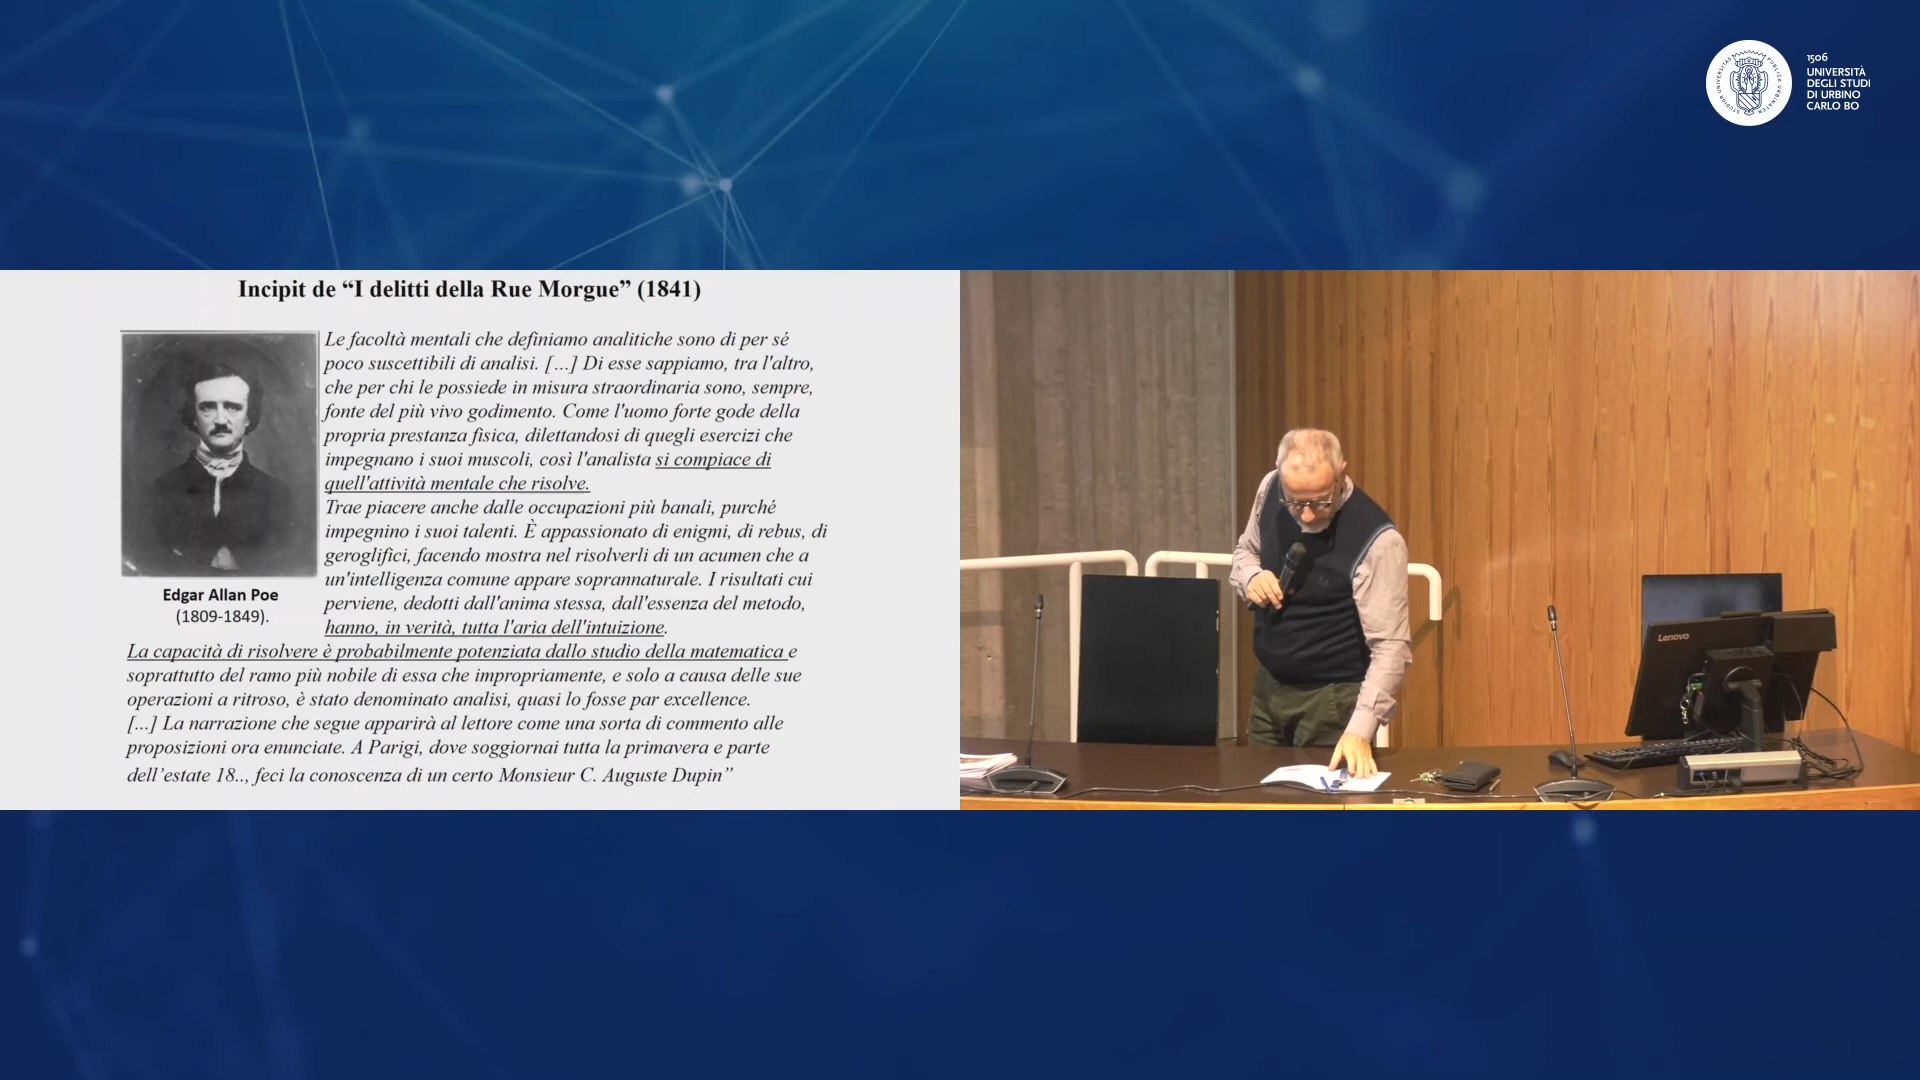 1506
UNIVERSITÀ
DEGLI STUDI
DI URBINO
CARLO BO
Incipit de “I delitti della Rue Morgue” (1841)
Le facoltà mentali che definiamo analitiche sono di per sé
poco suscettibili di analisi. […] Di esse sappiamo, tra l'altro,
che per chi le possiede in misura straordinaria sono, sempre,
fonte del più vivo godimento. Come l'uomo forte gode della
propria prestanza fisica, dilettandosi di quegli esercizi che
impegnano i suoi muscoli, così l'analista si compiace di
quell'attività mentale che risolve.
Trae piacere anche dalle occupazioni più banali, purché
impegnino i suoi talenti. È appassionato di enigmi, di rebus, di
geroglifici, facendo mostra nel risolverli di un acumen che a
un'intelligenza comune appare soprannaturale. I risultati cui
perviene, dedotti dall'anima stessa, dall'essenza del metodo,
hanno, in verità, tutta l'aria dell'intuizione.
Edgar Allan Poe
(1809-1849).
La capacità di risolvere è probabilmente potenziata dallo studio della matematica e
soprattutto del ramo più nobile di essa che impropriamente, e solo a causa delle sue
operazioni a ritroso, è stato denominato analisi, quasi lo fosse par excellence.
[...] La narrazione che segue apparirà al lettore come una sorta di commento alle
proposizioni ora enunciate. A Parigi, dove soggiornai tutta la primavera e parte
dell’estate 18.., feci la conoscenza di un certo Monsieur C. Auguste Dupin”
Lenovo